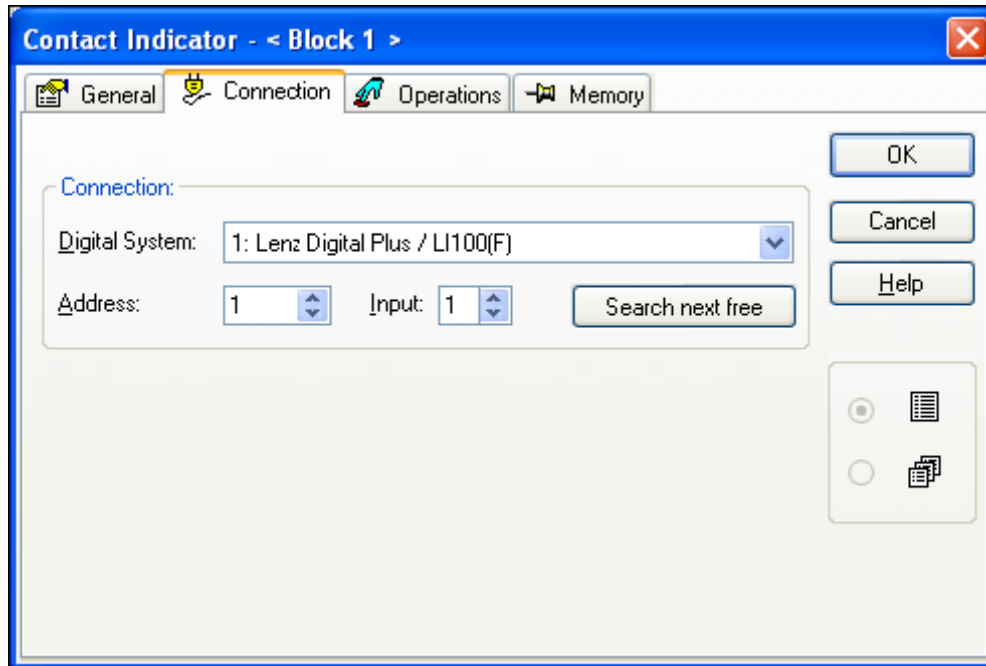 Contact Indicator - < Block 1 >
General Connection Operations Memory
OK
Connection:
Digital System: 1: Lenz Digital Plus / LI100(F)
Cancel
Address: 1 Input: 1 Search next free
Help